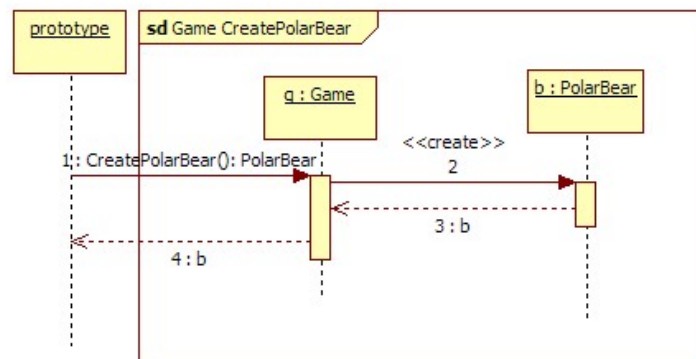 prototype
sd Game CreatePolarBear
g : Game
b : PolarBear
<<create>>
1 : CreatePolarBear(): PolarBear
2
3 : b
4 : b